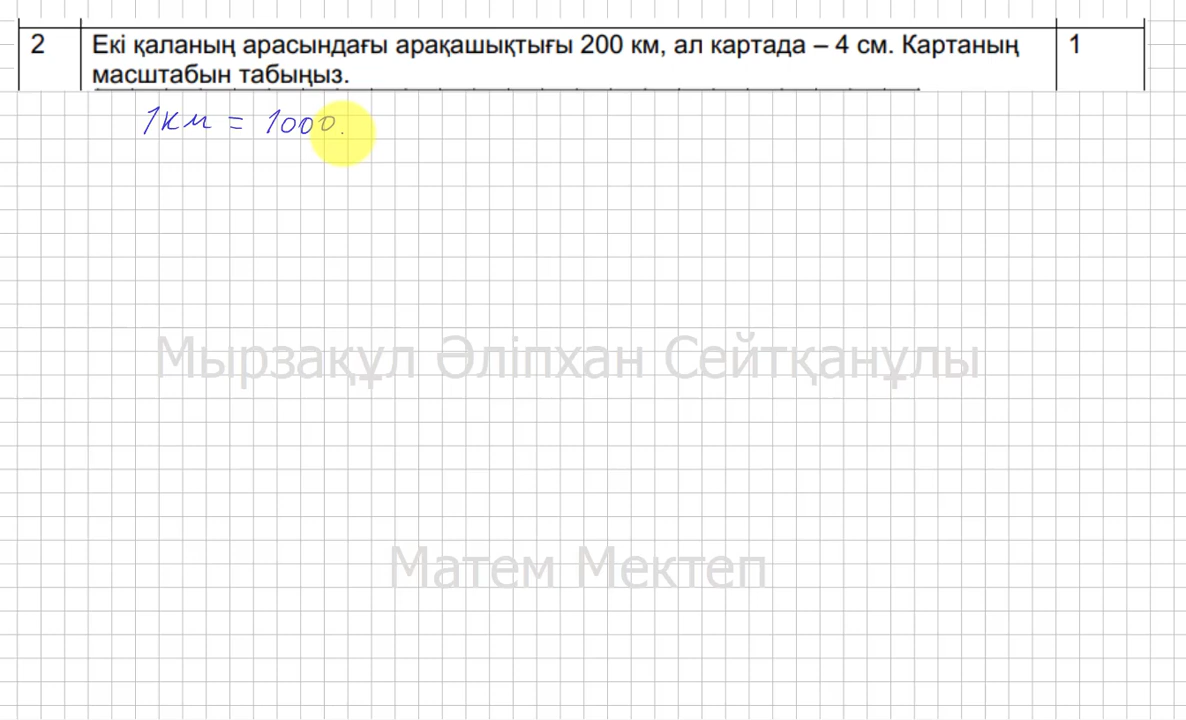 2 Екі қаланың арасындағы арақашықтығы 200 км, ал картада – 4 см. Картаның 1
масштабын табыңыз.
1км = 1000.
Мырзақұл Әліпхан Сейтқанұлы
Матем Мектеп